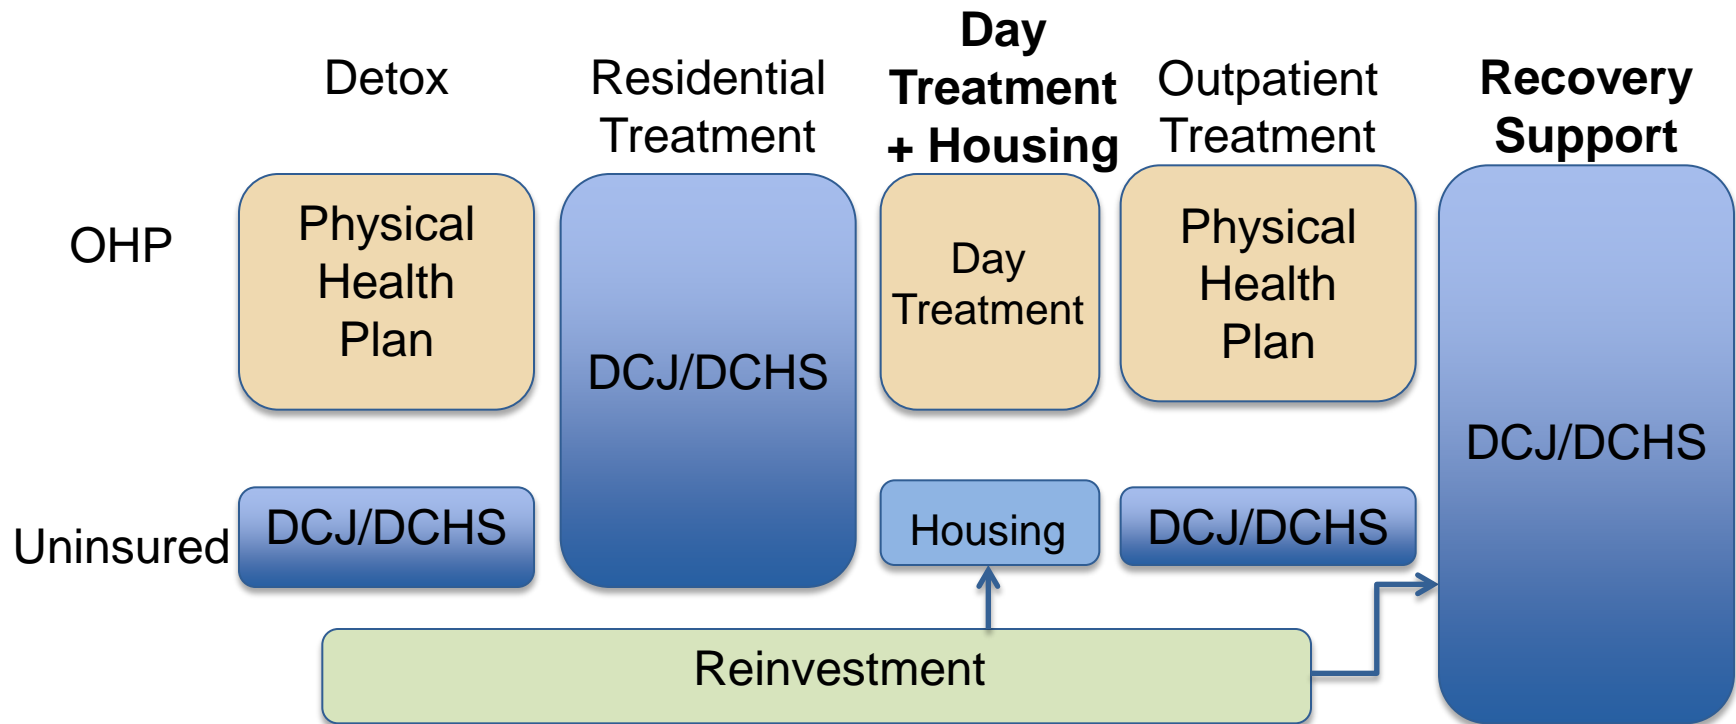 Detox
Residential
Treatment
Day
Treatment
+ Housing
Outpatient
Treatment
Recovery
Support
OHP
Physical
Health
Plan
DCJ/DCHS
Day
Treatment
Physical
Health
Plan
DCJ/DCHS
Uninsured
DCJ/DCHS
Housing
DCJ/DCHS
Reinvestment